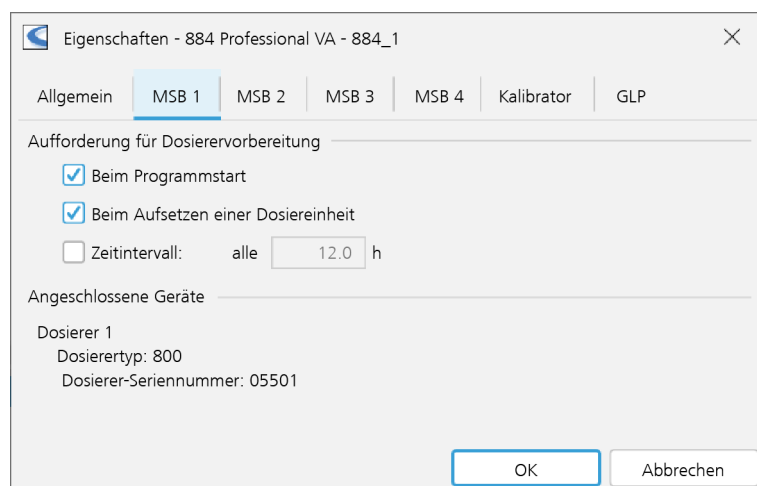 Eigenschaften - 884 Professional VA - 884_1
Allgemein MSB 1 MSB 2 MSB 3 MSB 4 Kalibrator GLP
Aufforderung für Dosierervorbereitung
Beim Programmstart
Beim Aufsetzen einer Dosiereinheit
Zeitintervall: alle 12.0 h
Angeschlossene Geräte
Dosierer 1
Dosierertyp: 800
Dosierer-Seriennummer: 05501
OK Abbrechen